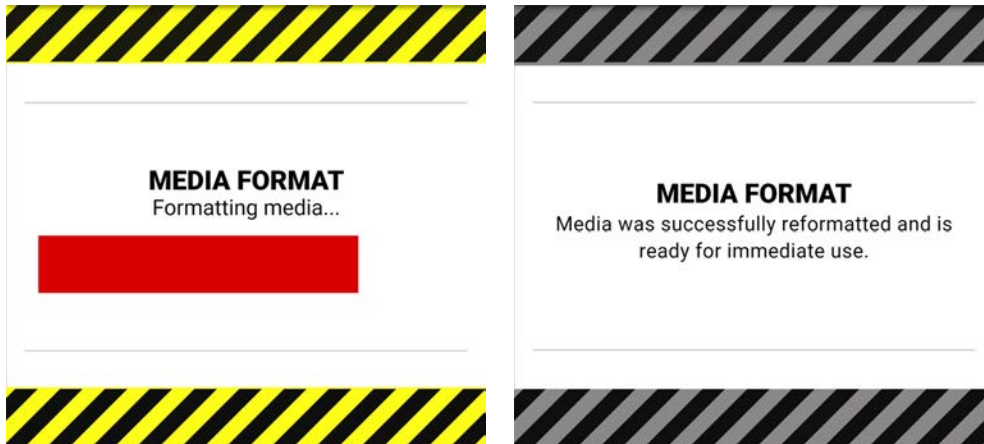 MEDIA FORMAT
Formatting media...
MEDIA FORMAT
Media was successfully reformatted and is
ready for immediate use.